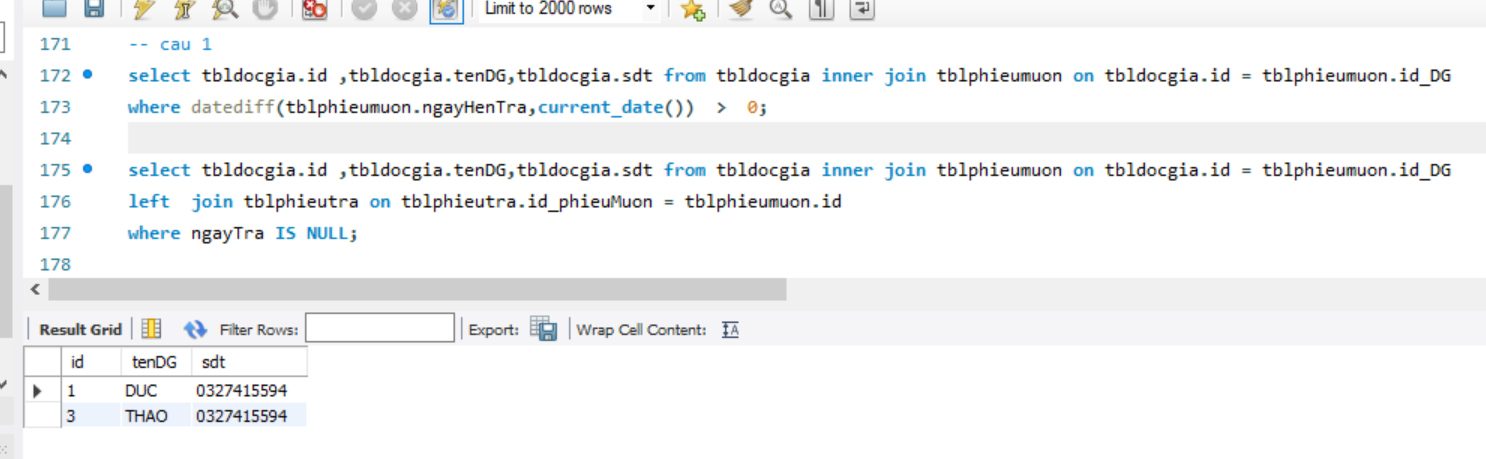 Limit to 2000 rows
171 -- cau 1
172 select tbldocgia.id ,tbldocgia.tenDG,tbldocgia.sdt from tbldocgia inner join tblphieumuon on tbldocgia.id = tblphieumuon.id_DG
173 where datediff(tblphieumuon.ngayHenTra,current_date()) > 0;
174
175 select tbldocgia.id ,tbldocgia.tenDG,tbldocgia.sdt from tbldocgia inner join tblphieumuon on tbldocgia.id = tblphieumuon.id_DG
176 left join tblphieutra on tblphieutra.id_phieuMuon = tblphieumuon.id
177 where ngayTra IS NULL;
178
Result Grid Filter Rows: Export: Wrap Cell Content: IA
id tenDG sdt
1 DUC 0327415594
3 THAO 0327415594